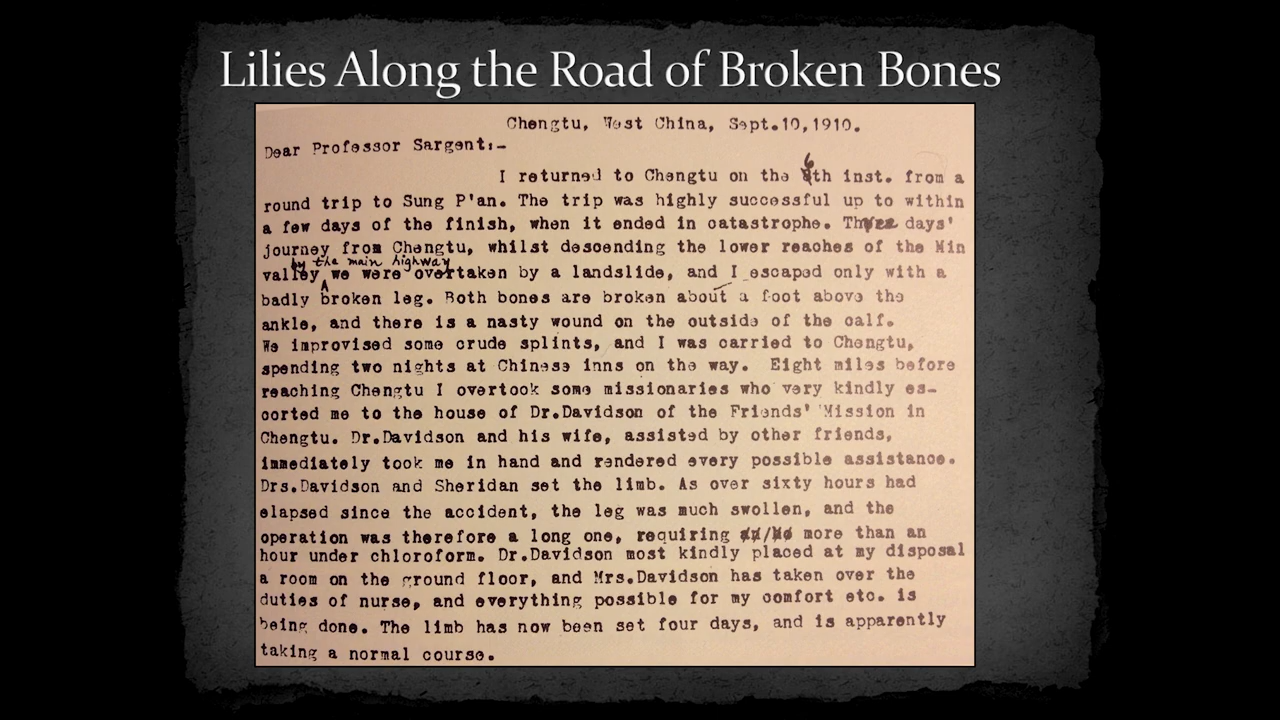 Lilies Along the Road of Broken Bones
Chengtu, West China, Sept.10,1910.
Dear Professor Sargent:-
I returned to Chengtu on the 6th inst. from a
round trip to Sung P'an. The trip was highly successful up to within
a few days of the finish, when it ended in catastrophe. Three days'
journey from Chengtu, whilst descending the lower reaches of the Min
by the main highway
valley we were overtaken by a landslide, and I escaped only with a
badly broken leg. Both bones are broken about a foot above the
ankle, and there is a nasty wound on the outside of the calf.
We improvised some crude splints, and I was carried to Chengtu,
spending two nights at Chinese inns on the way. Eight miles before
reaching Chengtu I overtook some missionaries who very kindly es-
corted me to the house of Dr.Davidson of the Friends' Mission in
Chengtu. Dr.Davidson and his wife, assisted by other friends,
immediately took me in hand and rendered every possible assistance.
Drs.Davidson and Sheridan set the limb. As over sixty hours had
elapsed since the accident, the leg was much swollen, and the
operation was therefore a long one, requiring more than an
hour under chloroform. Dr.Davidson most kindly placed at my disposal
a room on the ground floor, and Mrs.Davidson has taken over the
duties of nurse, and everything possible for my comfort etc. is
being done. The limb has now been set four days, and is apparently
taking a normal course.